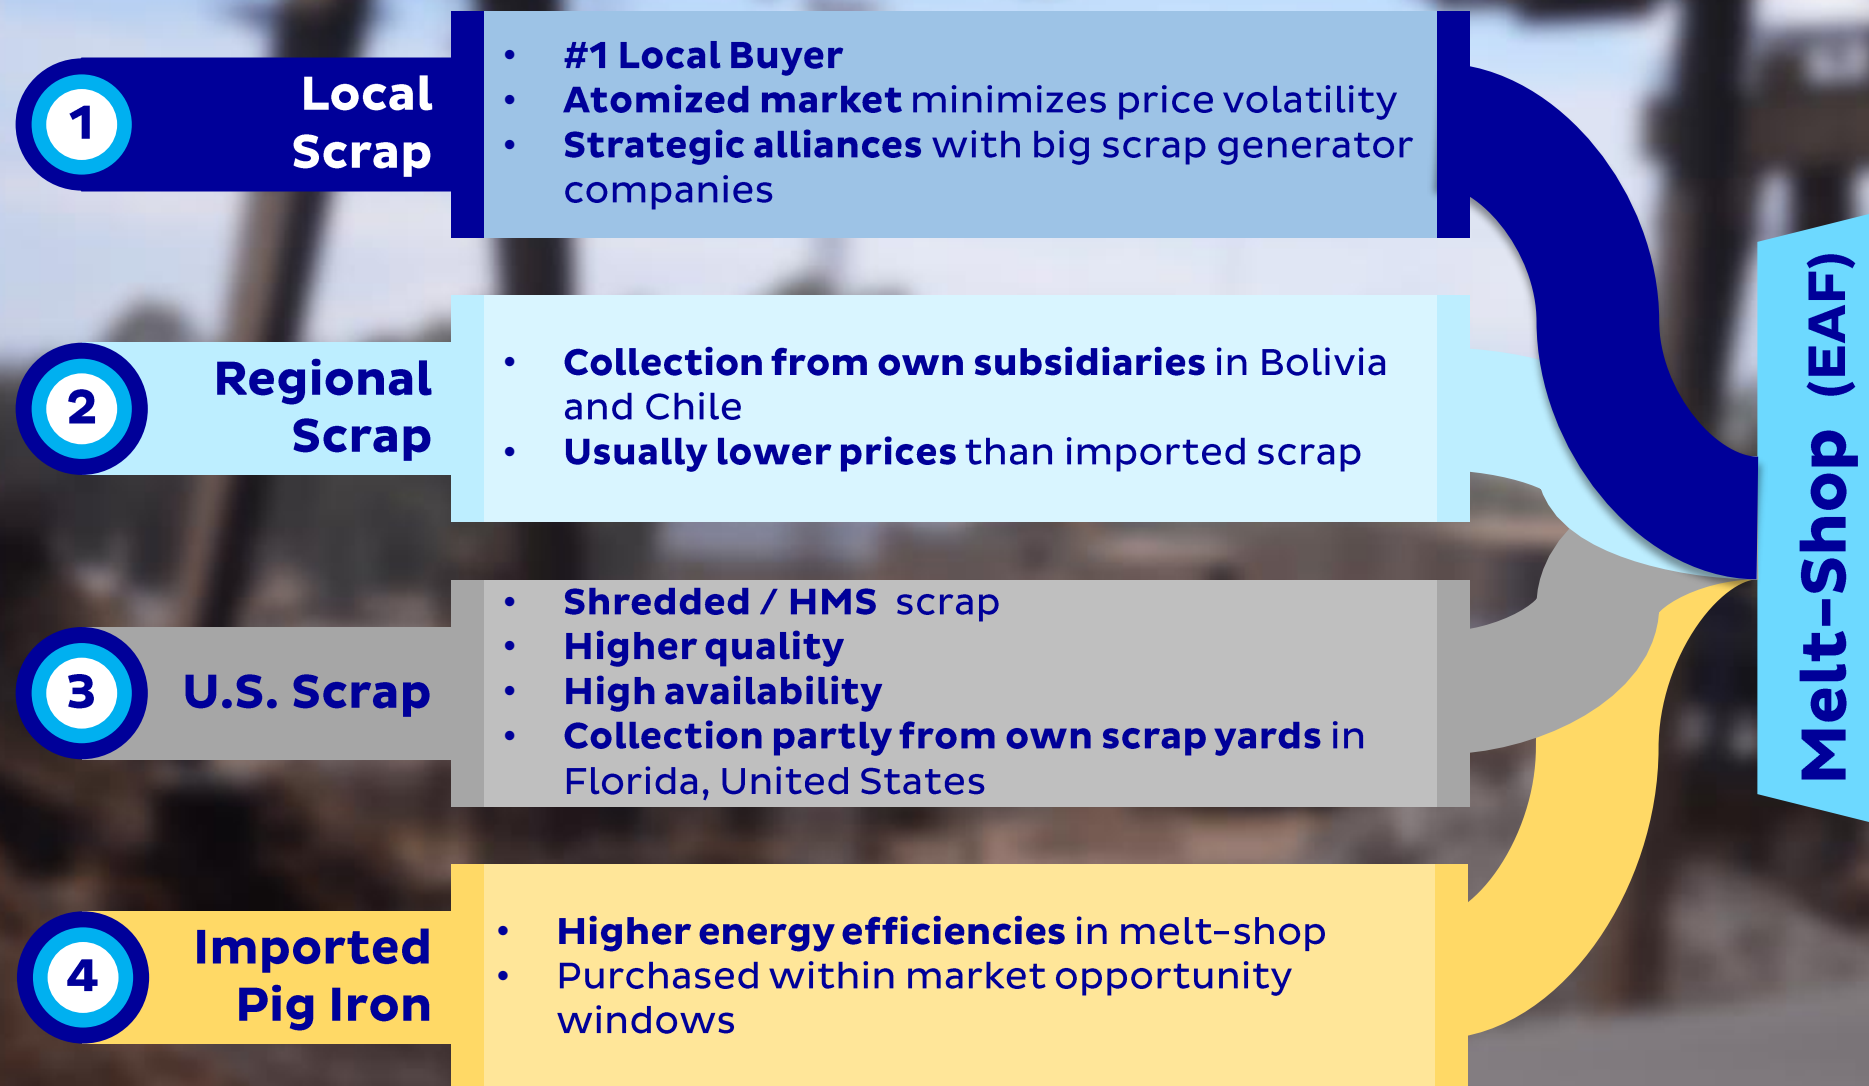 1
Local
Scrap
• #1 Local Buyer
• Atomized market minimizes price volatility
• Strategic alliances with big scrap generator
companies
2
Regional
Scrap
• Collection from own subsidiaries in Bolivia
and Chile
• Usually lower prices than imported scrap
3
U.S. Scrap
• Shredded / HMS scrap
• Higher quality
• High availability
• Collection partly from own scrap yards in
Florida, United States
4
Imported
Pig Iron
• Higher energy efficiencies in melt-shop
• Purchased within market opportunity
windows
Melt-Shop (EAF)